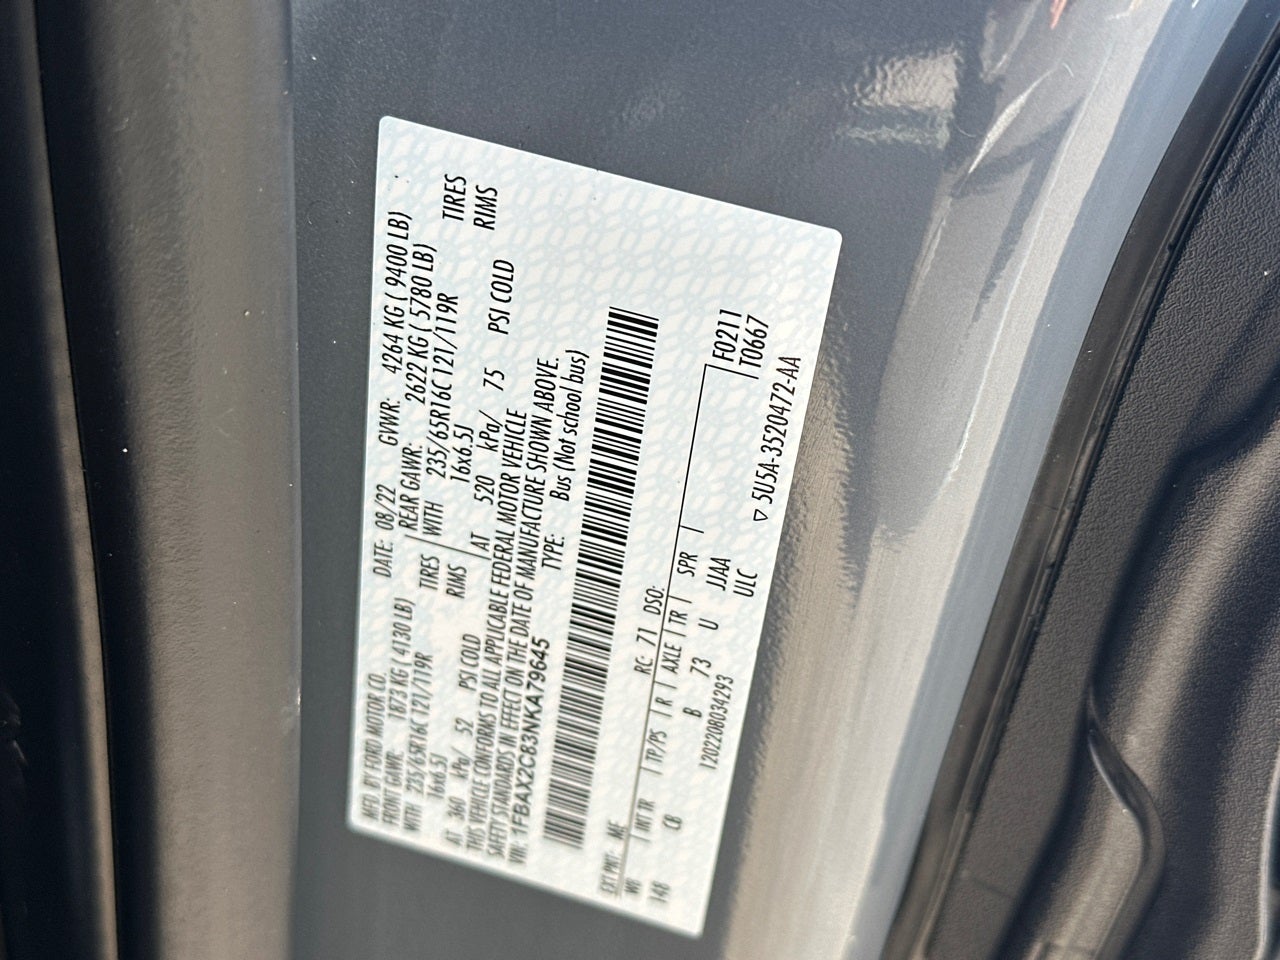 MFD. BY FORD MOTOR CO.
DATE: 08/22 GVWR: 4264 KG ( 9400 LB)
FRONT GAWR: 1873 KG ( 4130 LB)
REAR GAWR: 2622 KG ( 5780 LB)
WITH 235/65R16C 121/119R TIRES
WITH 235/65R16C 121/119R TIRES
16x6.5J RIMS
16x6.5J RIMS
AT 360 kPa/ 52 PSI COLD
AT 520 kPa/ 75 PSI COLD
THIS VEHICLE CONFORMS TO ALL APPLICABLE FEDERAL MOTOR VEHICLE
SAFETY STANDARDS IN EFFECT ON THE DATE OF MANUFACTURE SHOWN ABOVE.
VIN: 1FBAX2C83NKA79645 TYPE: Bus (Not school bus)
EXT PNT: ME RC: 71 DSO:
WB INT TR TP/PS R AXLE TR SPR F0211
148 CB B 73 U JJAA T0667
1202208034293 ULC
▽ 5U5A-3520472-AA